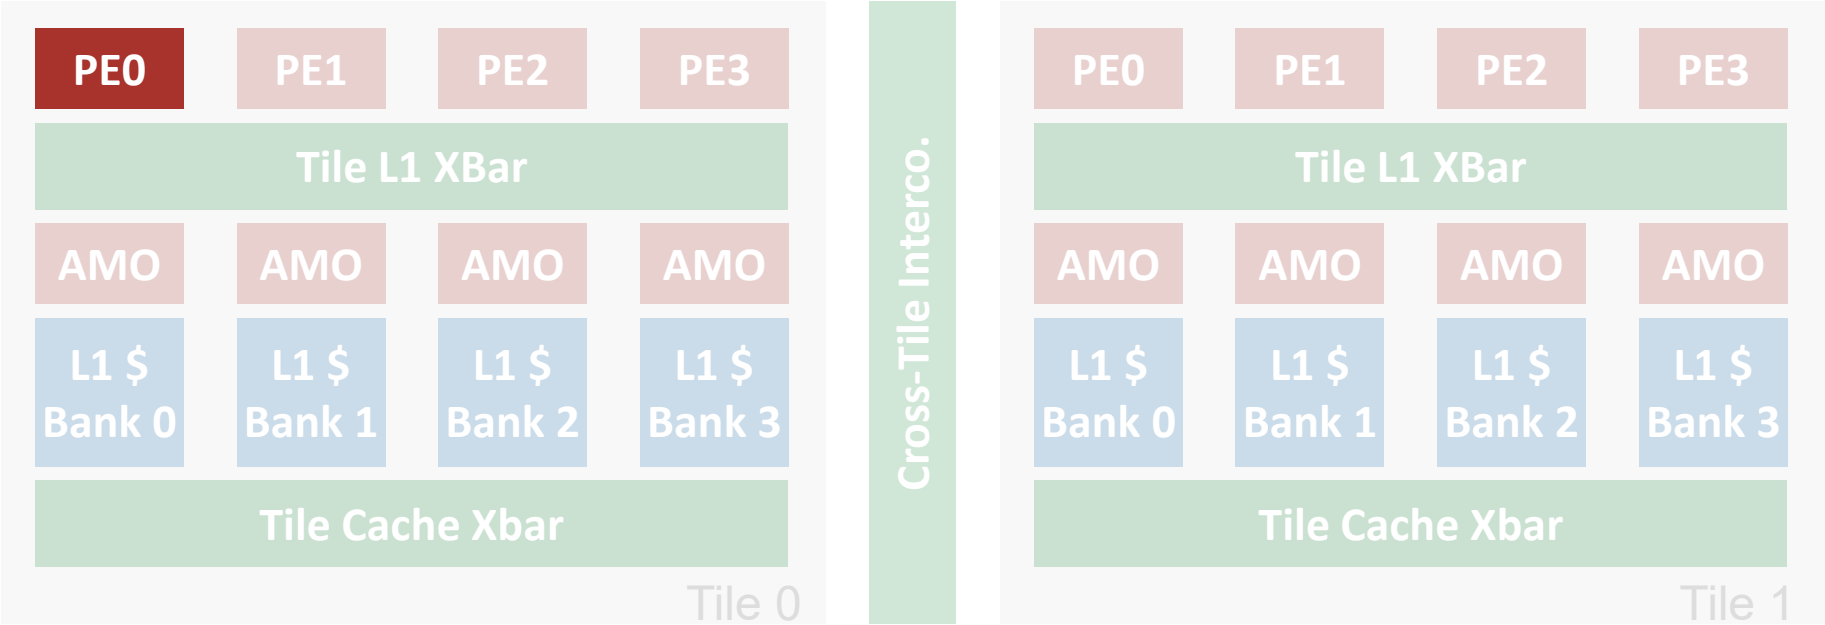 PE0 PE1 PE2 PE3
Tile L1 XBar
AMO AMO AMO AMO
L1 $ L1 $ L1 $ L1 $
Bank 0 Bank 1 Bank 2 Bank 3
Tile Cache Xbar
Tile 0
Cross-Tile Interco.
PE0 PE1 PE2 PE3
Tile L1 XBar
AMO AMO AMO AMO
L1 $ L1 $ L1 $ L1 $
Bank 0 Bank 1 Bank 2 Bank 3
Tile Cache Xbar
Tile 1